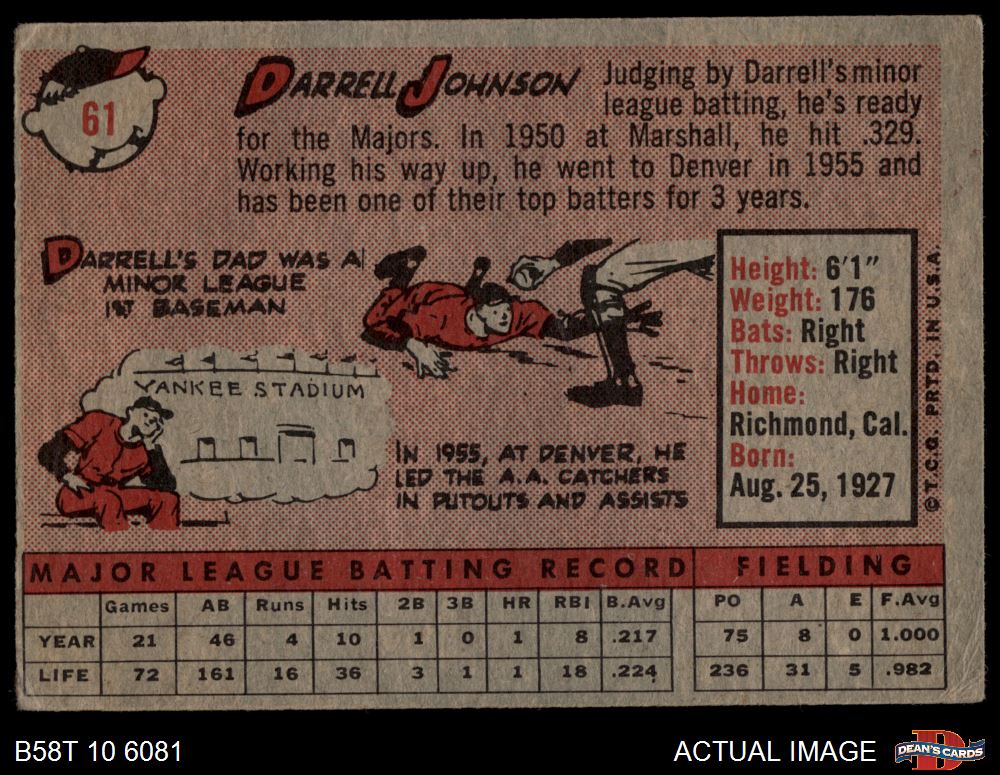 61
DARRELL JOHNSON
Judging by Darrell's minor
league batting, he's ready
for the Majors. In 1950 at Marshall, he hit .329.
Working his way up, he went to Denver in 1955 and
has been one of their top batters for 3 years.
DARRELL'S DAD WAS A
MINOR LEAGUE
1ST BASEMAN
YANKEE STADIUM
IN 1955, AT DENVER, HE
LED THE A.A. CATCHERS
IN PUTOUTS AND ASSISTS
Height: 6'1"
Weight: 176
Bats: Right
Throws: Right
Home:
Richmond, Cal.
Born:
Aug. 25, 1927
©T.C.G. PRTD. IN U.S.A.
MAJOR LEAGUE BATTING RECORD FIELDING
Games AB Runs Hits 2B 3B HR RBI B.Avg PO A E F.Avg
YEAR 21 46 4 10 1 0 1 8 .217 75 8 0 1.000
LIFE 72 161 16 36 3 1 1 18 .224 236 31 5 .982
B58T 10 6081 ACTUAL IMAGE DEAN'S CARDS